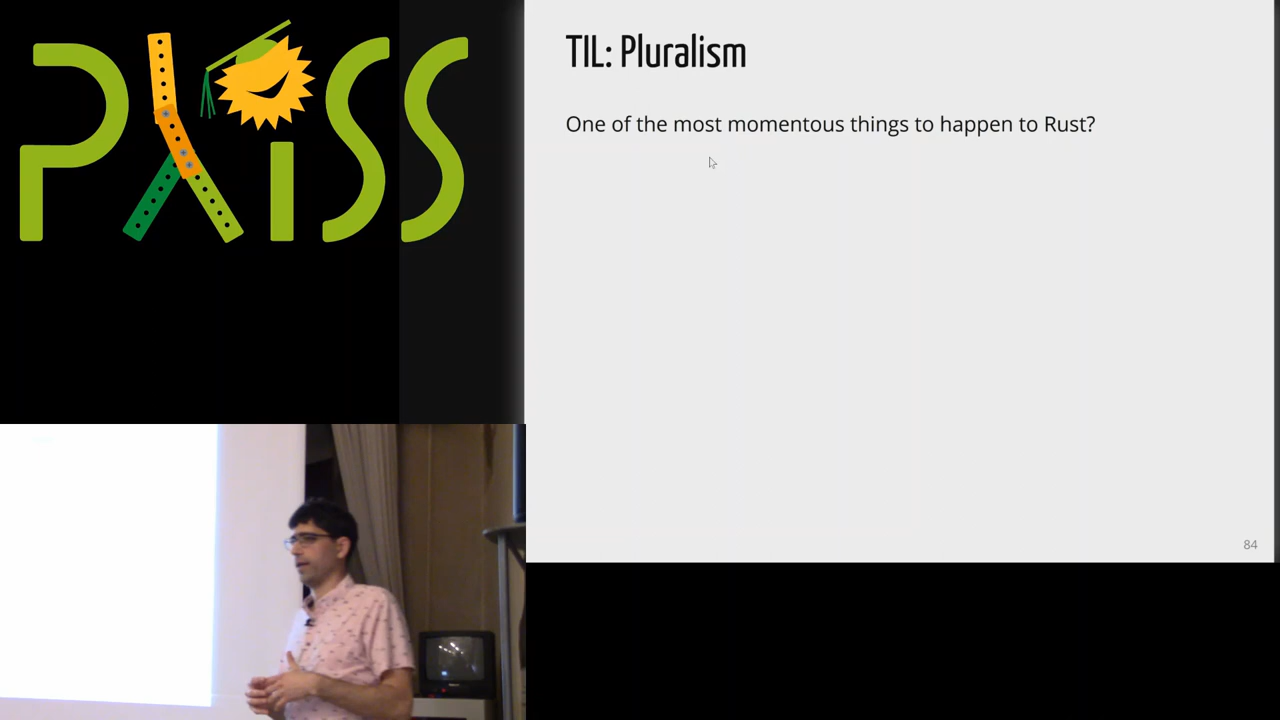 PLISS
TIL: Pluralism
One of the most momentous things to happen to Rust?
84